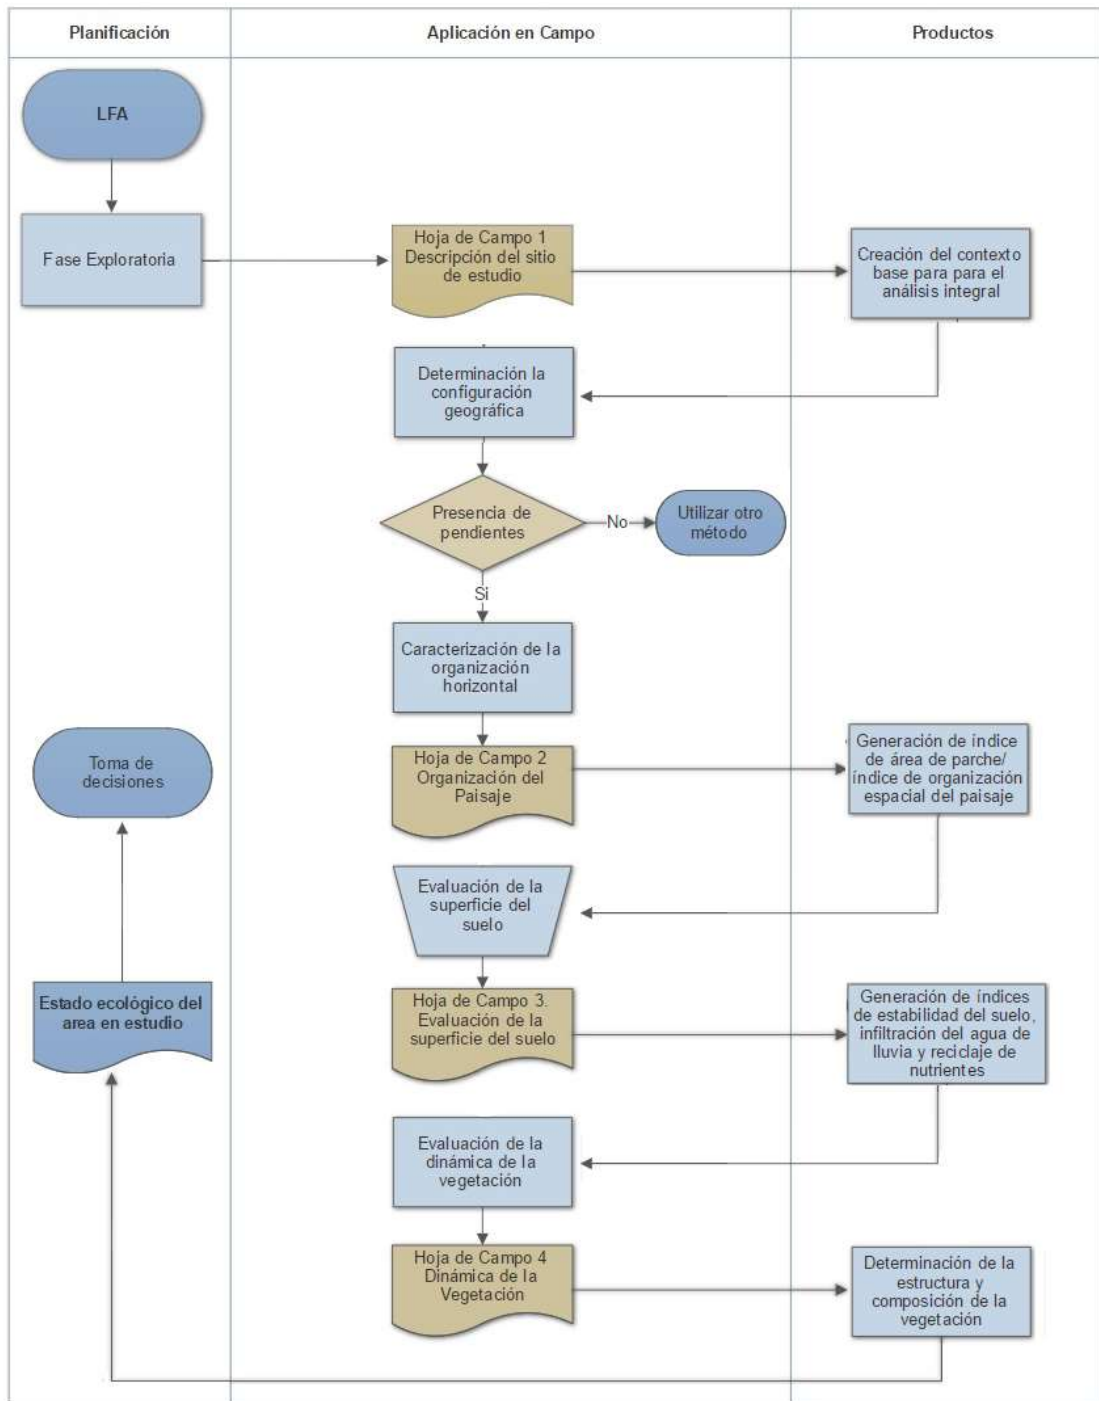 Planificación
Aplicación en Campo
Productos
LFA
Fase Exploratoria
Hoja de Campo 1
Descripción del sitio
de estudio
Creación del contexto
base para para el
análisis integral
Determinación la
configuración
geográfica
Presencia de
pendientes
No
Utilizar otro
método
Si
Caracterización de la
organización
horizontal
Hoja de Campo 2
Organización del
Paisaje
Generación de índice
de área de parche/
índice de organización
espacial del paisaje
Toma de
decisiones
Evaluación de la
superficie del
suelo
Hoja de Campo 3.
Evaluación de la
superficie del suelo
Generación de índices
de estabilidad del suelo,
infiltración del agua de
lluvia y reciclaje de
nutrientes
Estado ecológico del
area en estudio
Evaluación de la
dinámica de la
vegetación
Hoja de Campo 4
Dinámica de la
Vegetación
Determinación de la
estructura y
composición de la
vegetación